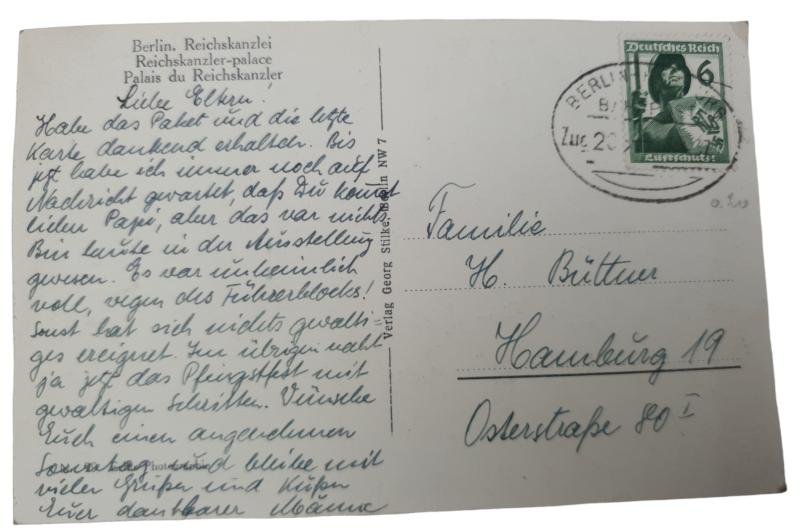 Berlin. Reichskanzlei
Reichskanzler-palace
Palais du Reichskanzler
Liebe Eltern!
Habe das Paket und die letzte
Karte dankend erhalten. Bis
jetzt habe ich immer noch auf
Nachricht gewartet, daß Du kommst
lieber Papi, aber das war nichts.
Bin heute in der Ausstellung
gewesen. Es war unheimlich
voll, wegen des Führerblocks!
Sonst hat sich nichts gewalti-
ges ereignet. Im übrigen naht
ja jetzt das Pfingstfest mit
gewaltigen Schritten. Wünsche
Euch einen angenehmen
Sonntag und bleibe mit
vielen Grüßen und Küßen
Euer dankbarer
Verlag Georg Stilke, Berlin NW 7
Deutsches Reich
6
Luftschutz
BERLIN
Zug 20
Familie
H. Büttner
Hamburg 19
Osterstraße 80 I